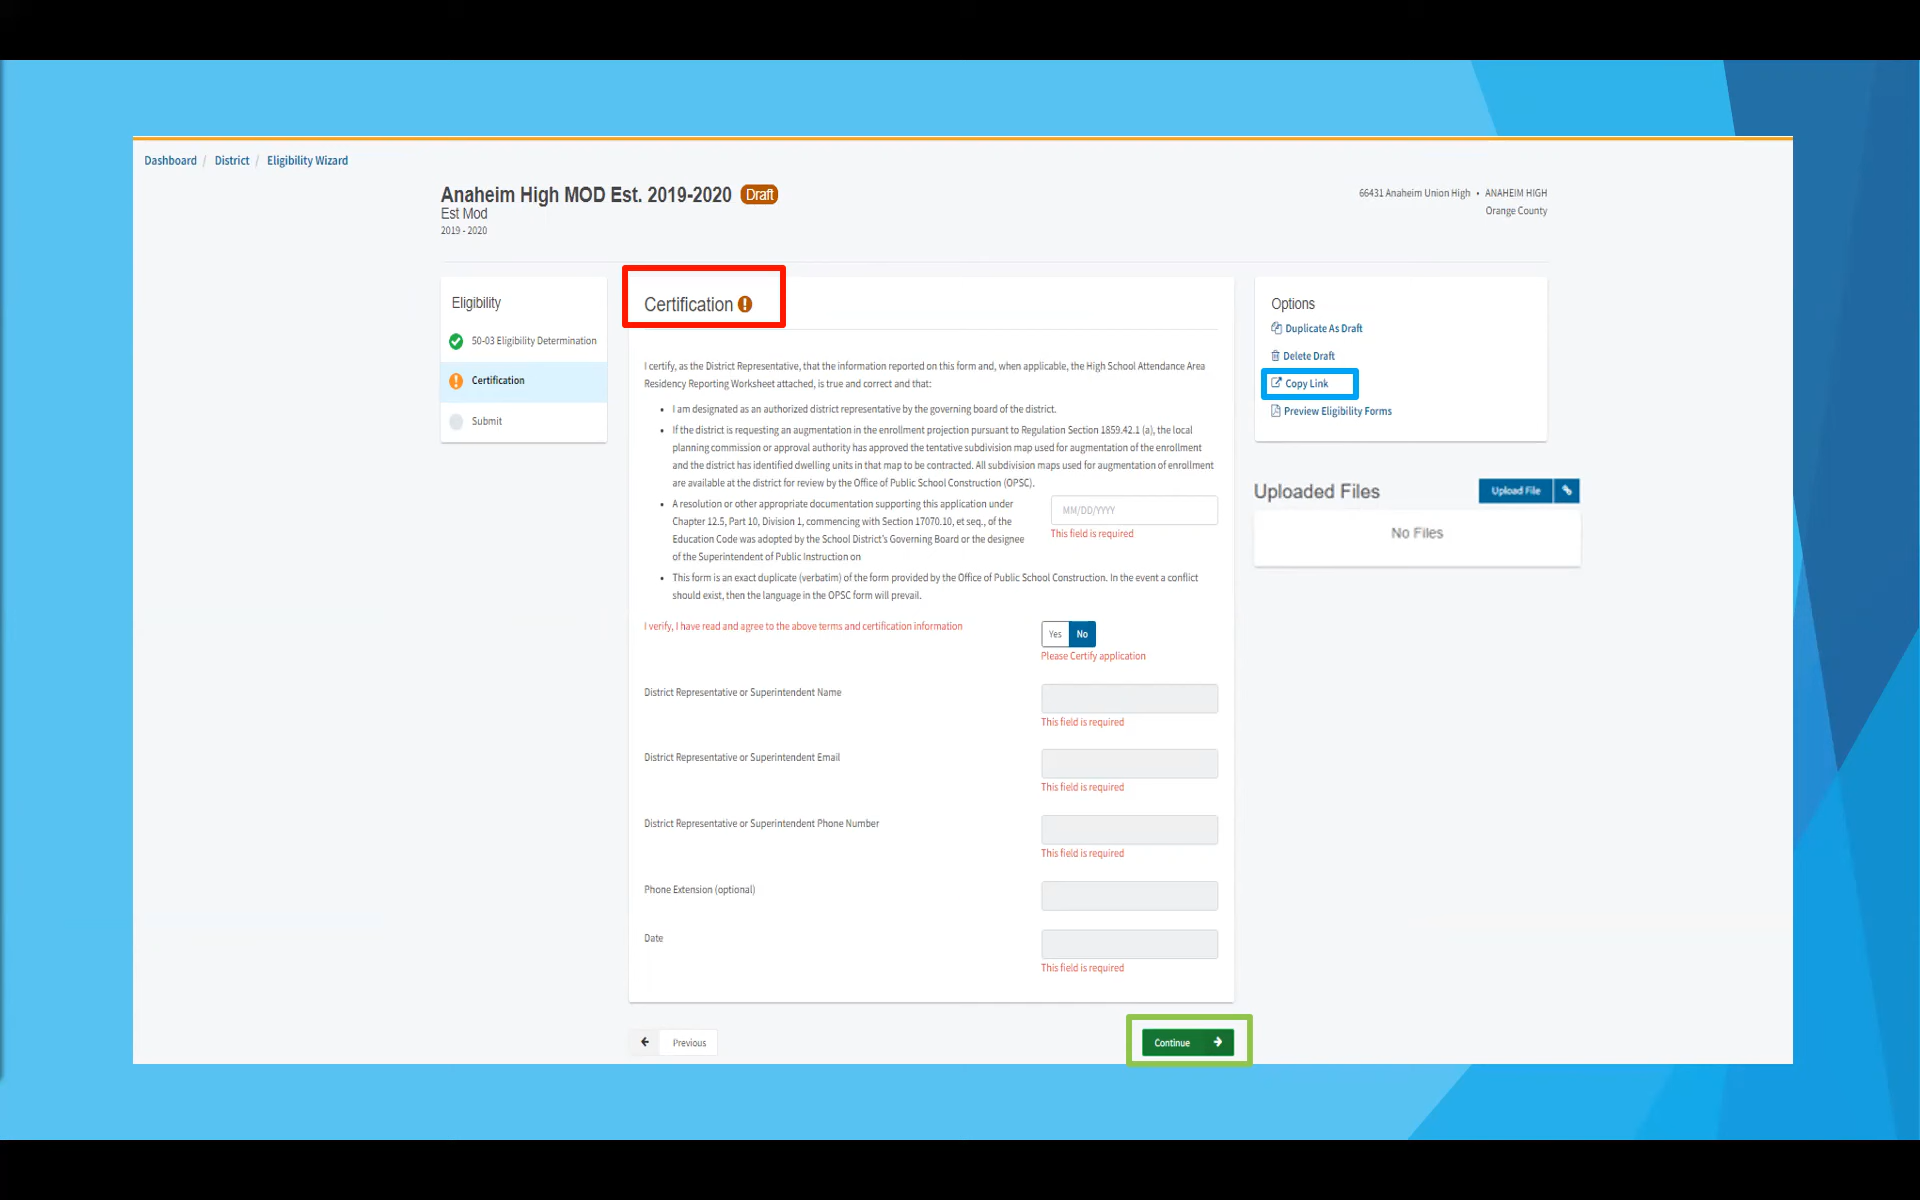 Dashboard / District / Eligibility Wizard
Anaheim High MOD Est. 2019-2020 Draft
Est Mod
2019 - 2020
66431 Anaheim Union High • ANAHEIM HIGH
Orange County
Eligibility
50-03 Eligibility Determination
Certification
Submit
Certification
I certify, as the District Representative, that the information reported on this form and, when applicable, the High School Attendance Area
Residency Reporting Worksheet attached, is true and correct and that:
• I am designated as an authorized district representative by the governing board of the district.
• If the district is requesting an augmentation in the enrollment projection pursuant to Regulation Section 1859.42.1 (a), the local
planning commission or approval authority has approved the tentative subdivision map used for augmentation of the enrollment
and the district has identified dwelling units in that map to be contracted. All subdivision maps used for augmentation of enrollment
are available at the district for review by the Office of Public School Construction (OPSC).
• A resolution or other appropriate documentation supporting this application under
Chapter 12.5, Part 10, Division 1, commencing with Section 17070.10, et seq., of the
Education Code was adopted by the School District's Governing Board or the designee
of the Superintendent of Public Instruction on
MM/DD/YYYY
This field is required
• This form is an exact duplicate (verbatim) of the form provided by the Office of Public School Construction. In the event a conflict
should exist, then the language in the OPSC form will prevail.
I verify, I have read and agree to the above terms and certification information
Yes No
Please Certify application
District Representative or Superintendent Name
This field is required
District Representative or Superintendent Email
This field is required
District Representative or Superintendent Phone Number
This field is required
Phone Extension (optional)
Date
This field is required
Previous
Continue
Options
Duplicate As Draft
Delete Draft
Copy Link
Preview Eligibility Forms
Uploaded Files
Upload File
No Files